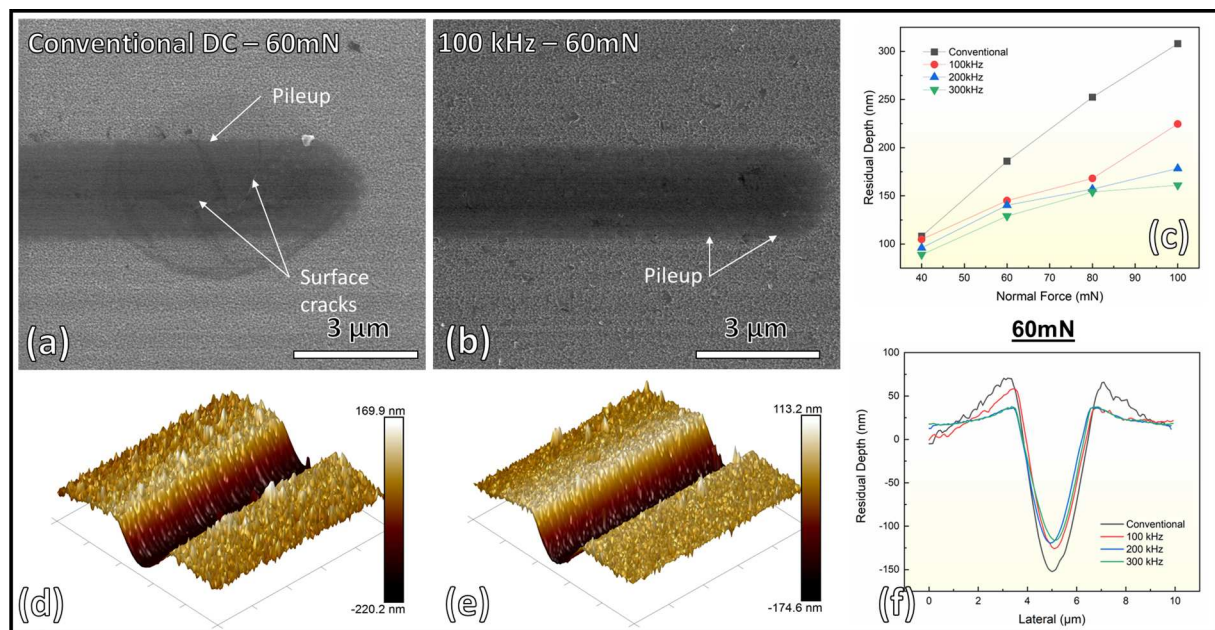 Conventional DC – 60mN
Pileup
Surface
cracks
3 μm
(a)
100 kHz – 60mN
Pileup
3 μm
(b)
Residual Depth (nm)
300
250
200
150
100
Conventional
100kHz
200kHz
300kHz
(c)
40 50 60 70 80 90 100
Normal Force (mN)
169.9 nm
-220.2 nm
(d)
113.2 nm
-174.6 nm
(e)
60mN
Residual Depth (nm)
100
50
0
-50
-100
-150
Conventional
100 kHz
200 kHz
300 kHz
(f)
0 2 4 6 8 10
Lateral (μm)